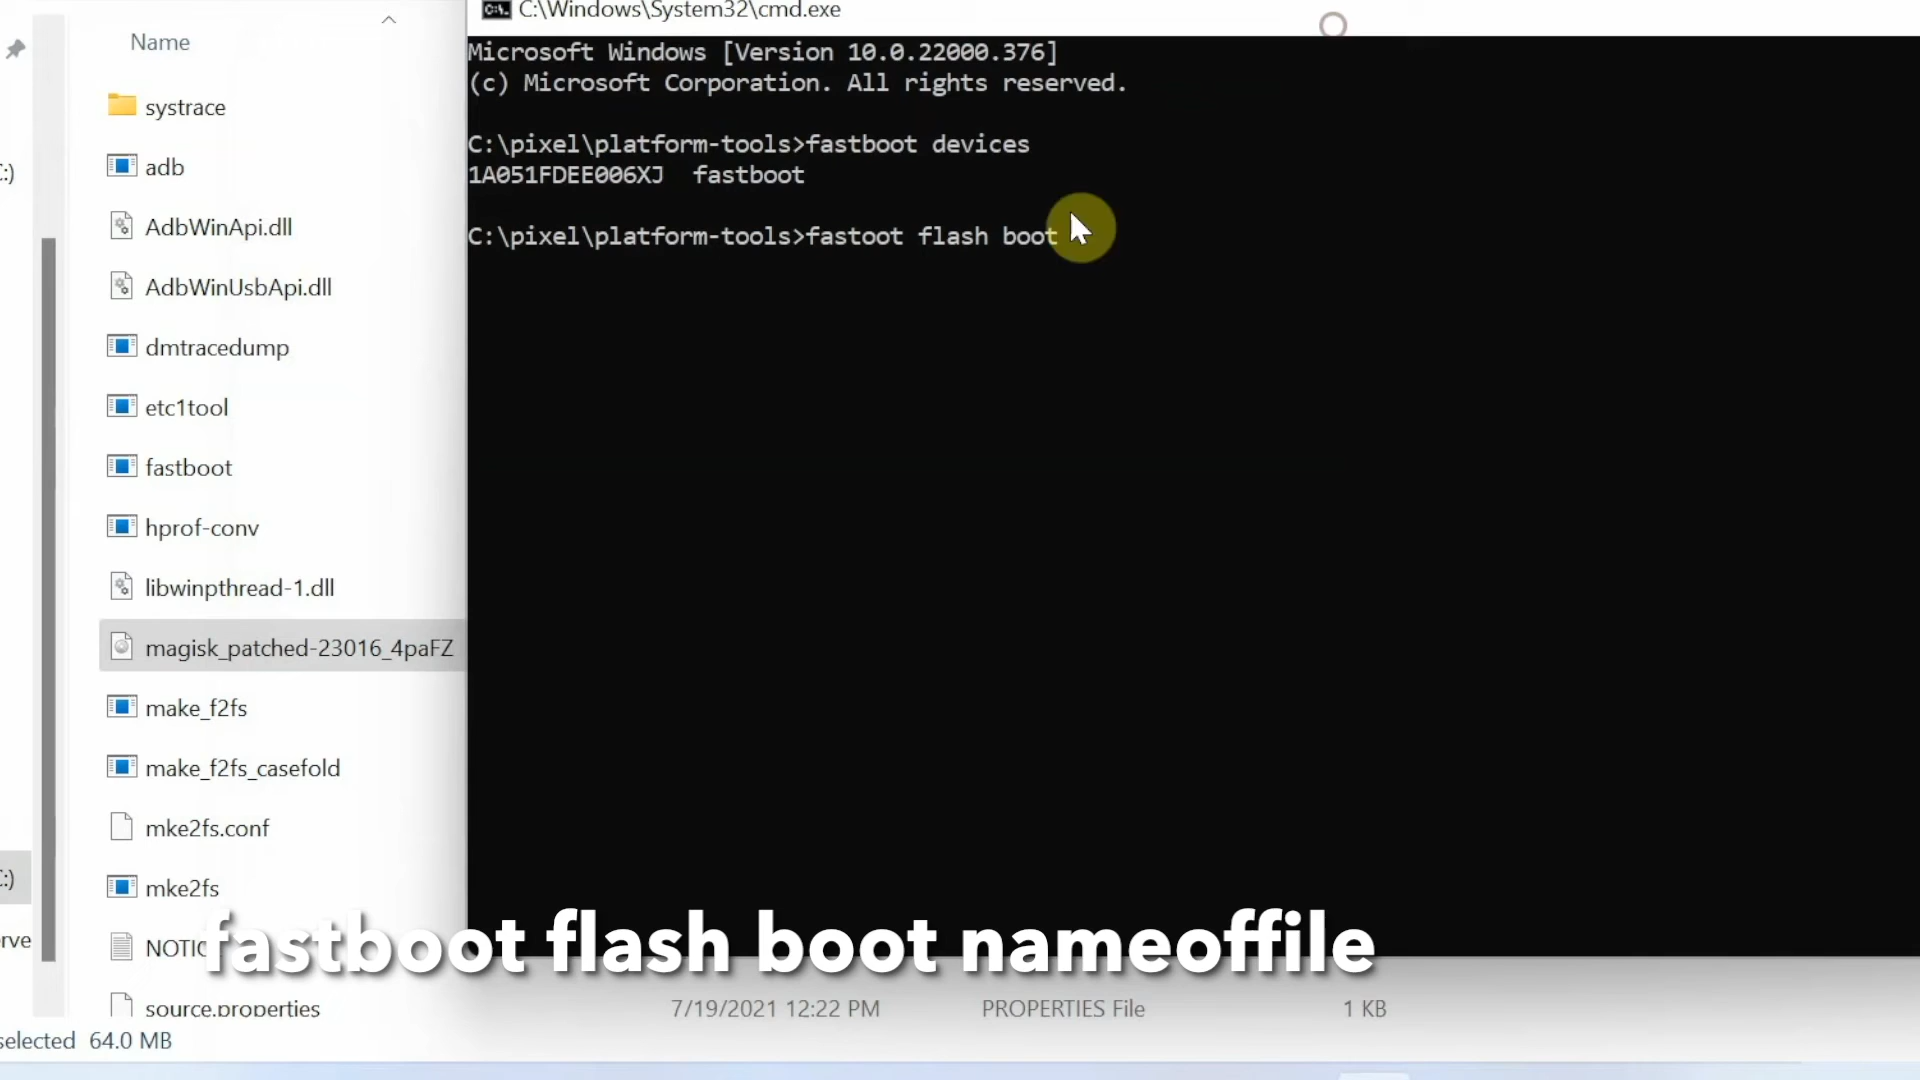 C:\Windows\System32\cmd.exe
Name
Microsoft Windows [Version 10.0.22000.376]
(c) Microsoft Corporation. All rights reserved.
systrace
C:\pixel\platform-tools>fastboot devices
adb
:)
1A051FDEE006XJ  fastboot
AdbWinApi.dll
C:\pixel\platform-tools>fastoot flash boot
AdbWinUsbApi.dll
dmtracedump
etc1tool
fastboot
hprof-conv
libwinpthread-1.dll
magisk_patched-23016_4paFZ
make_f2fs
make_f2fs_casefold
mke2fs.conf
:)
mke2fs
rve
NOTIC
fastboot flash boot nameoffile
source.properties 7/19/2021 12:22 PM PROPERTIES File 1 KB
selected 64.0 MB